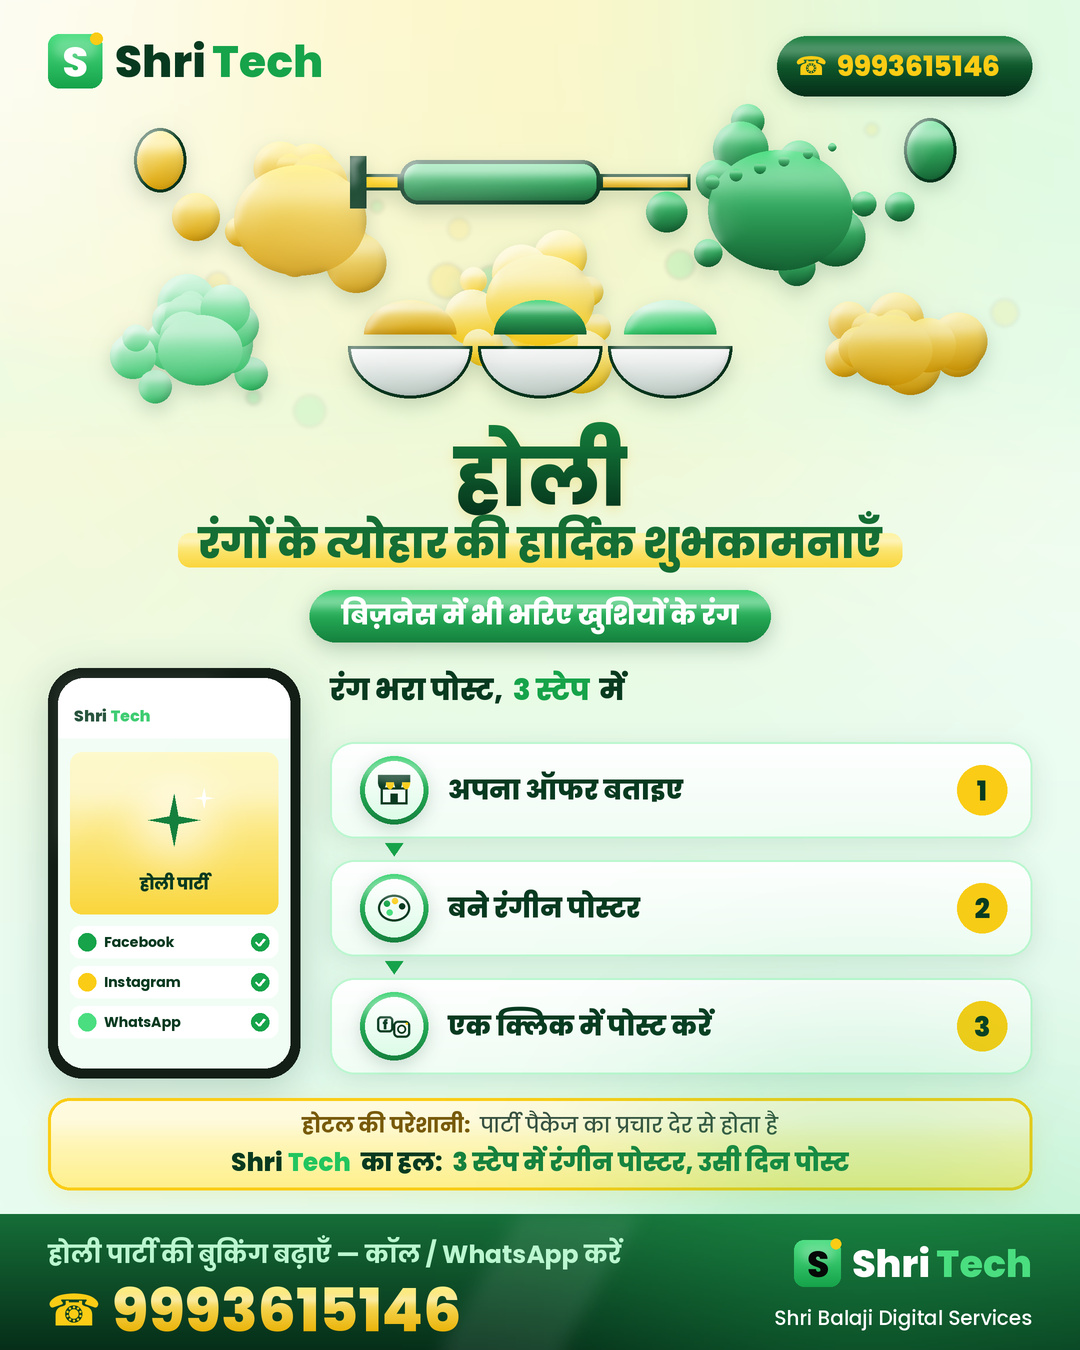 S Shri Tech
☎ 9993615146
होली
रंगों के त्योहार की हार्दिक शुभकामनाएँ
बिज़नेस में भी भरिए खुशियों के रंग
Shri Tech
होली पार्टी
Facebook
Instagram
WhatsApp
रंग भरा पोस्ट, 3 स्टेप में
अपना ऑफर बताइए 1
बने रंगीन पोस्टर 2
एक क्लिक में पोस्ट करें 3
होटल की परेशानी: पार्टी पैकेज का प्रचार देर से होता है
Shri Tech का हल: 3 स्टेप में रंगीन पोस्टर, उसी दिन पोस्ट
होली पार्टी की बुकिंग बढ़ाएँ — कॉल / WhatsApp करें
☎ 9993615146
S Shri Tech
Shri Balaji Digital Services